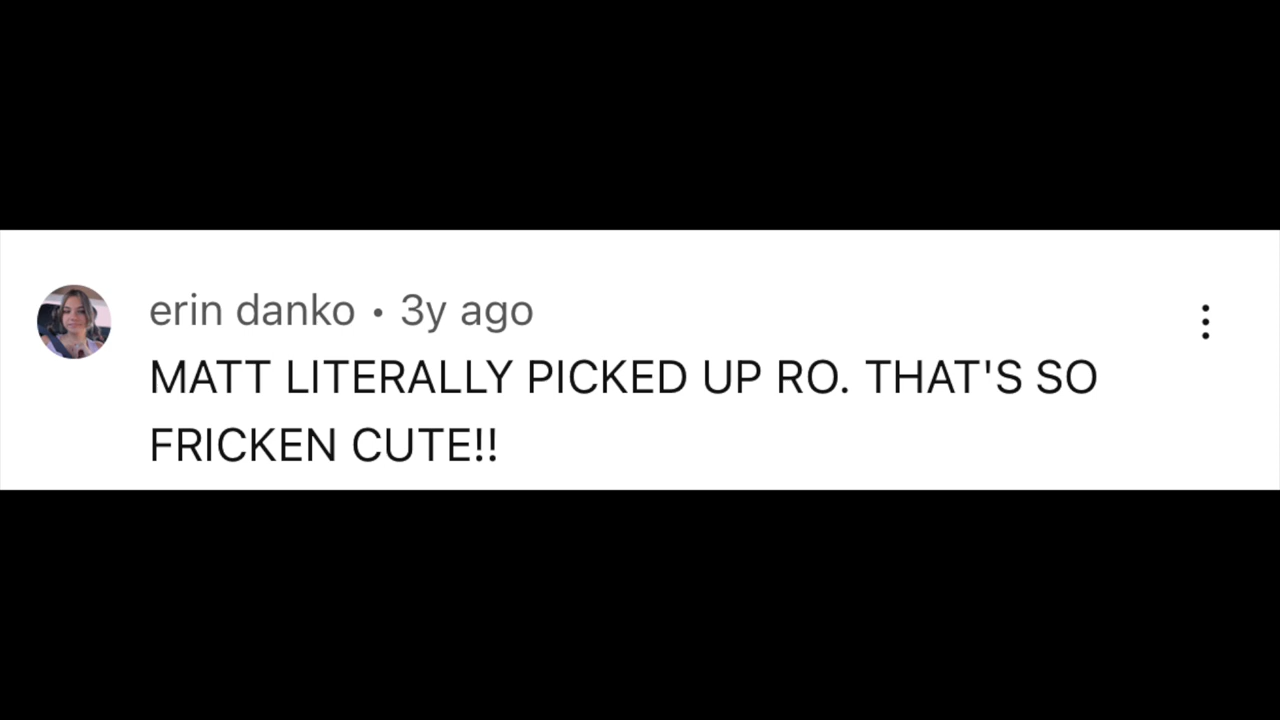 erin danko • 3y ago
MATT LITERALLY PICKED UP RO. THAT'S SO
FRICKEN CUTE!!